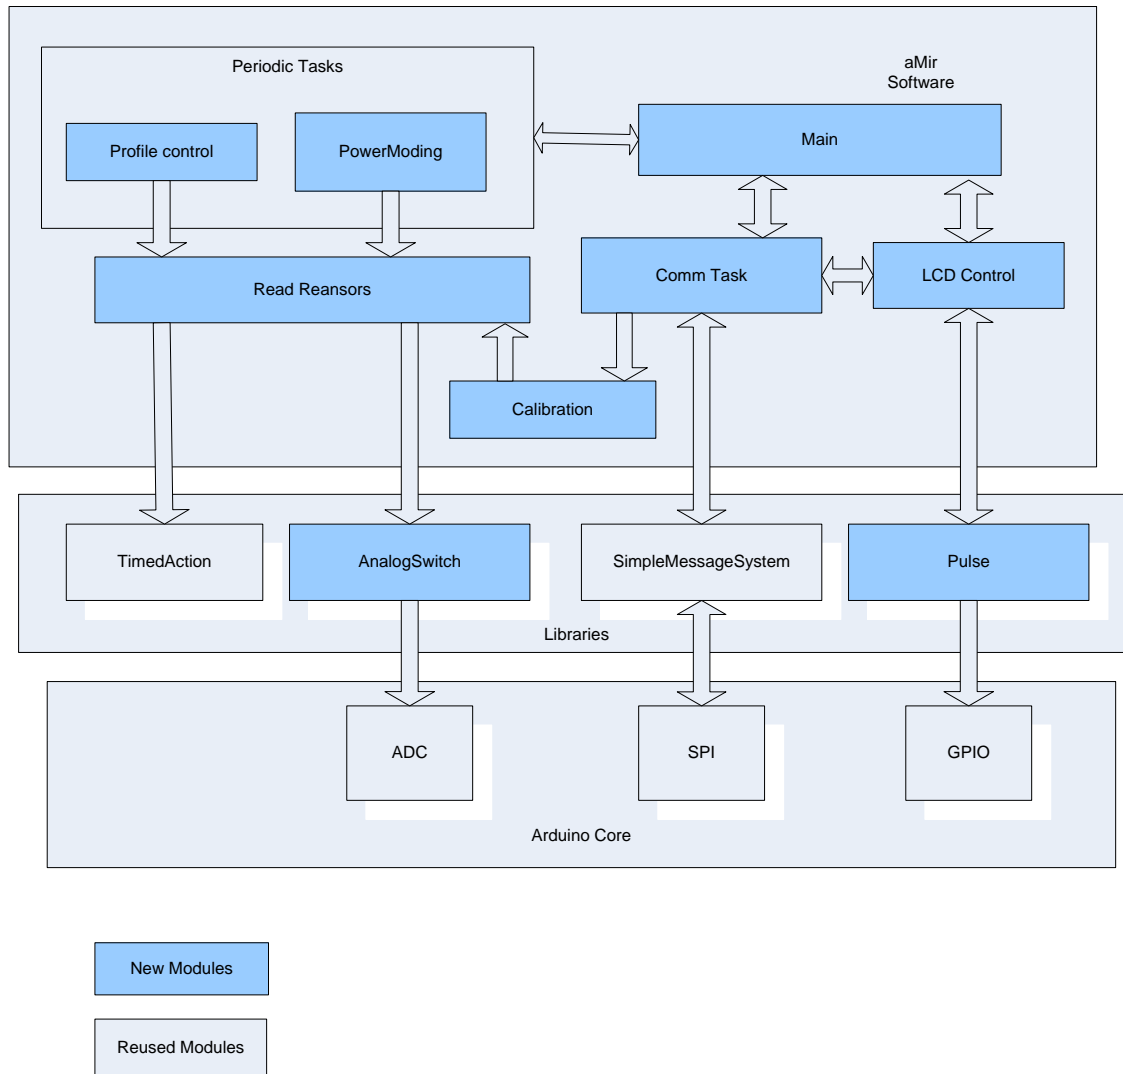 Periodic Tasks
aMir
Software
Profile control
PowerModing
Main
Read Reansors
Comm Task
LCD Control
Calibration
TimedAction
AnalogSwitch
SimpleMessageSystem
Pulse
Libraries
ADC
SPI
GPIO
Arduino Core
New Modules
Reused Modules